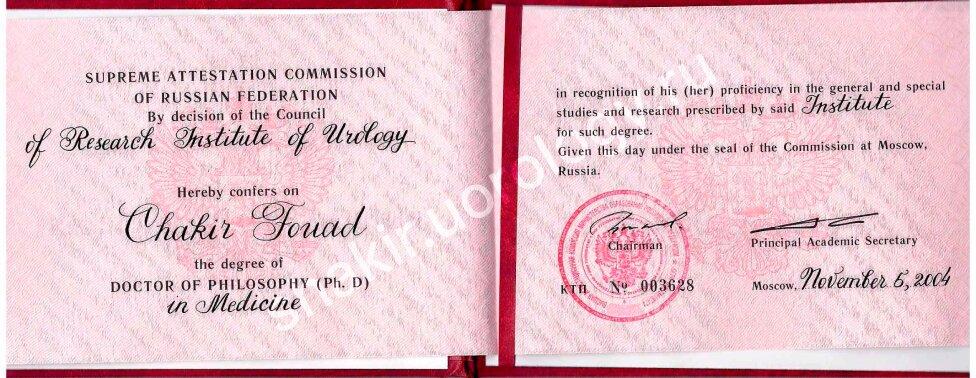 SUPREME ATTESTATION COMMISSION
OF RUSSIAN FEDERATION
By decision of the Council
of Research Institute of Urology
Hereby confers on
Chakir Fouad
the degree of
DOCTOR OF PHILOSOPHY (Ph. D)
in Medicine
in recognition of his (her) proficiency in the general and special
studies and research prescribed by said Institute
for such degree.
Given this day under the seal of the Commission at Moscow,
Russia.
Chairman
Principal Academic Secretary
КТП № 003628
Moscow, November 5, 2004